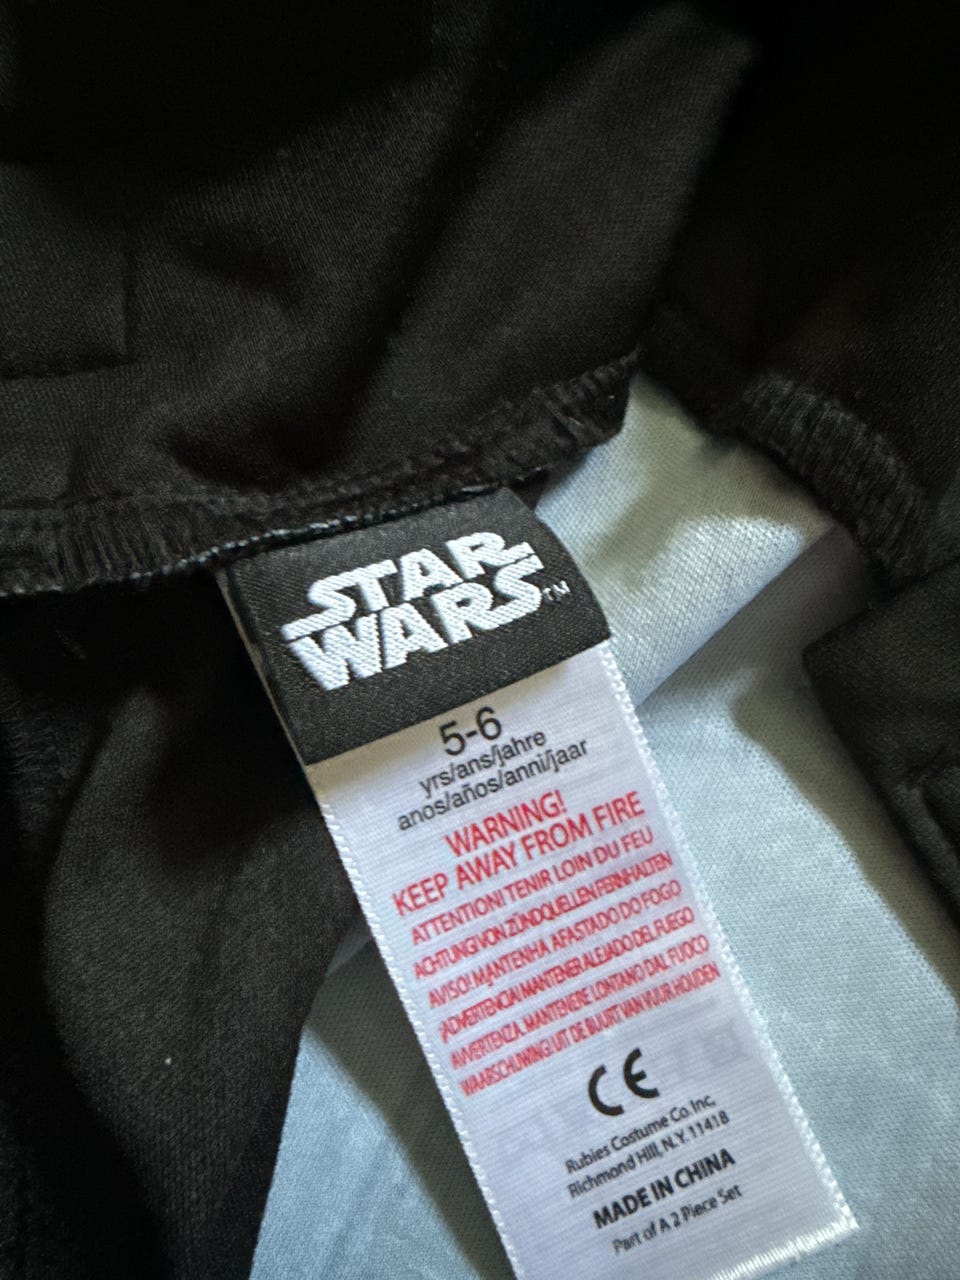 STAR
WARS™
5-6
yrs/ans/jahre
anos/años/anni/jaar
WARNING!
KEEP AWAY FROM FIRE
ATTENTION! TENIR LOIN DU FEU
ACHTUNG! VON ZÜNDQUELLEN FERNHALTEN
AVISO! MANTENHA AFASTADO DO FOGO
¡ADVERTENCIA! MANTENER ALEJADO DEL FUEGO
AVVERTENZA. MANTENERE LONTANO DAL FUOCO
WAARSCHUWING! UIT DE BUURT VAN VUUR HOUDEN
CE
Rubies Costume Co. Inc,
Richmond Hill, N.Y. 11418
MADE IN CHINA
Part of A 2 Piece Set